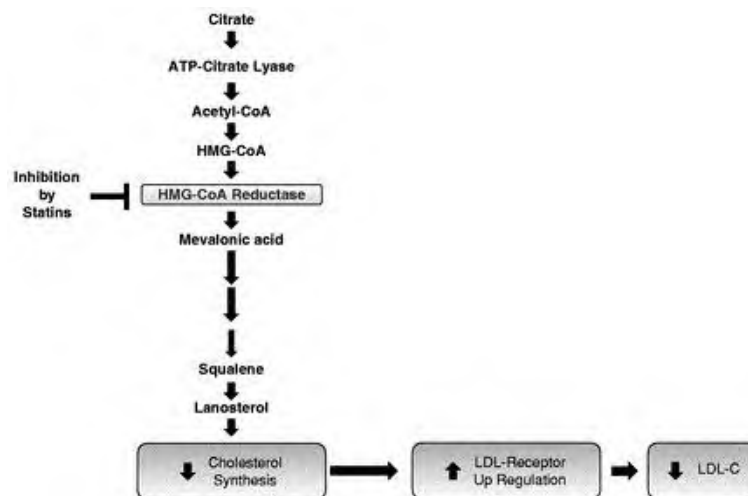 Citrate
ATP-Citrate Lyase
Acetyl-CoA
HMG-CoA
Inhibition
by
Statins
HMG-CoA Reductase
Mevalonic acid
Squalene
Lanosterol
Cholesterol
Synthesis
LDL-Receptor
Up Regulation
LDL-C